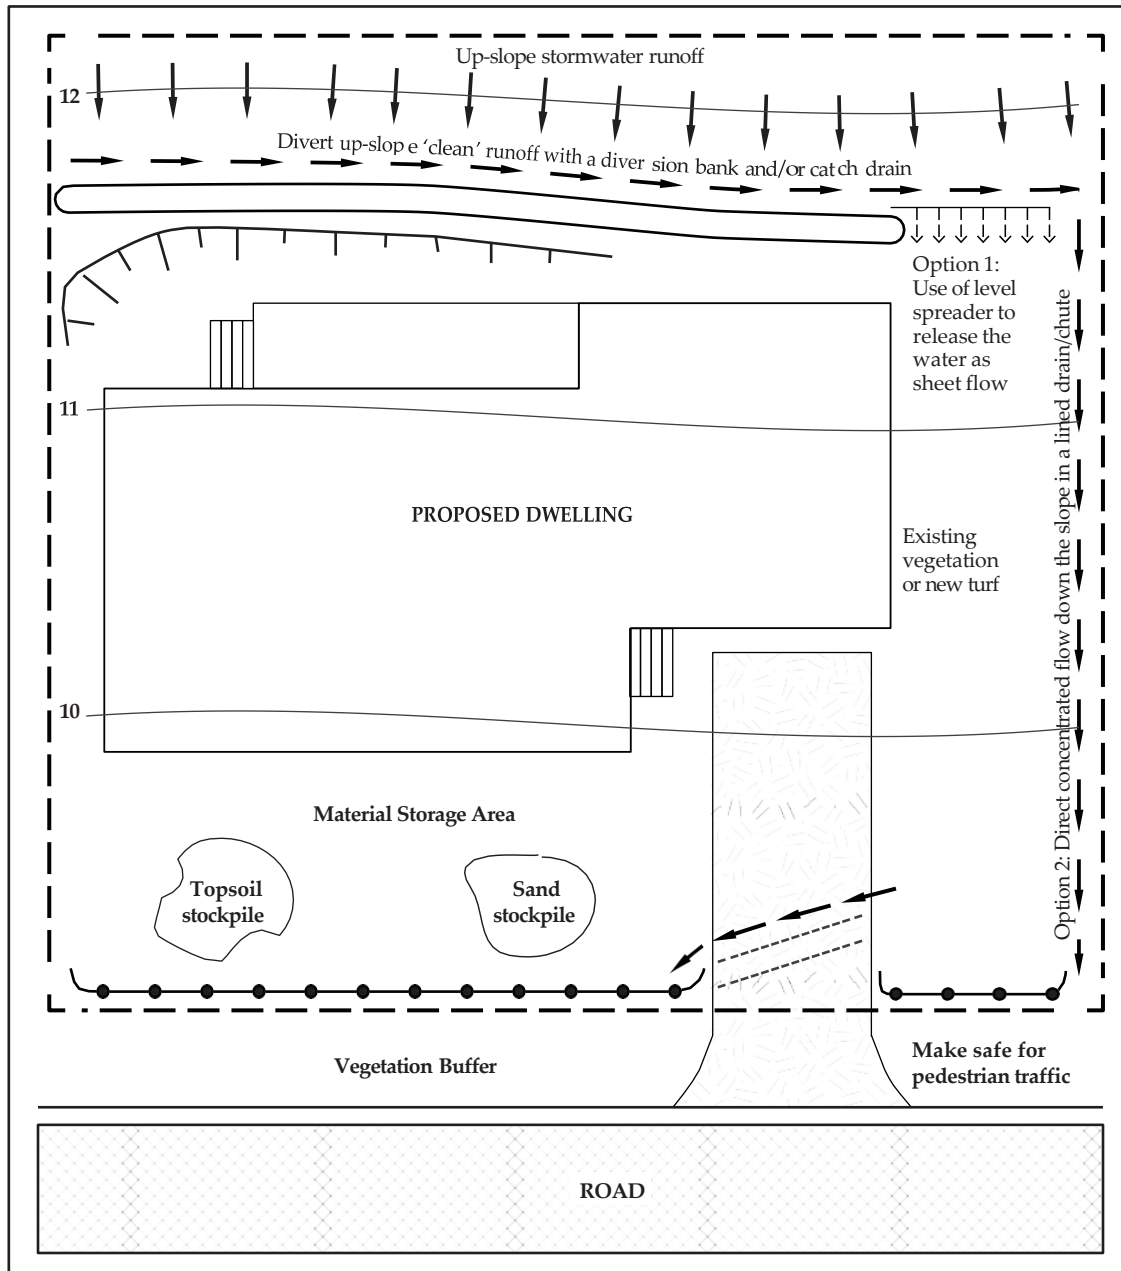 Up-slope stormwater runoff
12
Divert up-slop e ‘clean’ runoff with a diver sion bank and/or catch drain
Option 1:
Use of level
spreader to
release the
water as
sheet flow
Option 2: Direct concentrated flow down the slope in a lined drain/chute
11
PROPOSED DWELLING
Existing
vegetation
or new turf
10
Material Storage Area
Topsoil
stockpile
Sand
stockpile
Vegetation Buffer
Make safe for
pedestrian traffic
ROAD